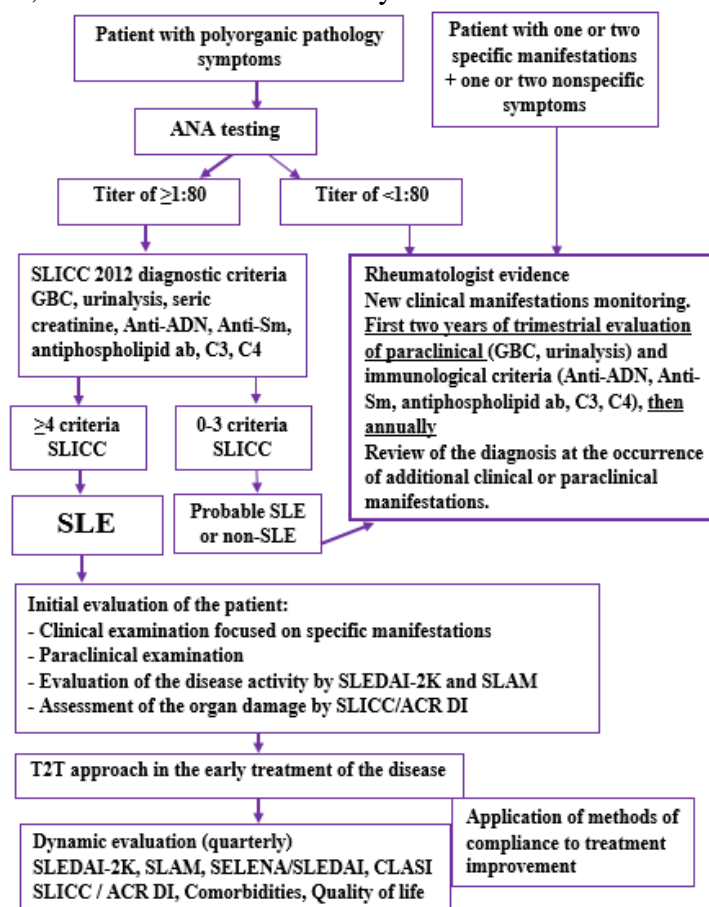 Patient with polyorganic pathology
symptoms
Patient with one or two
specific manifestations
+ one or two nonspecific
symptoms
ANA testing
Titer of ≥1:80
Titer of <1:80
SLICC 2012 diagnostic criteria
GBC, urinalysis, seric
creatinine, Anti-ADN, Anti-Sm,
antiphospholipid ab, C3, C4
Rheumatologist evidence
New clinical manifestations monitoring.
First two years of trimestrial evaluation
of paraclinical (GBC, urinalysis) and
immunological criteria (Anti-ADN, Anti-
Sm, antiphospholipid ab, C3, C4), then
annually
Review of the diagnosis at the occurrence
of additional clinical or paraclinical
manifestations.
≥4 criteria
SLICC
0-3 criteria
SLICC
SLE
Probable SLE
or non-SLE
Initial evaluation of the patient:
- Clinical examination focused on specific manifestations
- Paraclinical examination
- Evaluation of the disease activity by SLEDAI-2K and SLAM
- Assessment of the organ damage by SLICC/ACR DI
T2T approach in the early treatment of the disease
Application of methods of
compliance to treatment
improvement
Dynamic evaluation (quarterly)
SLEDAI-2K, SLAM, SELENA/SLEDAI, CLASI
SLICC / ACR DI, Comorbidities, Quality of life